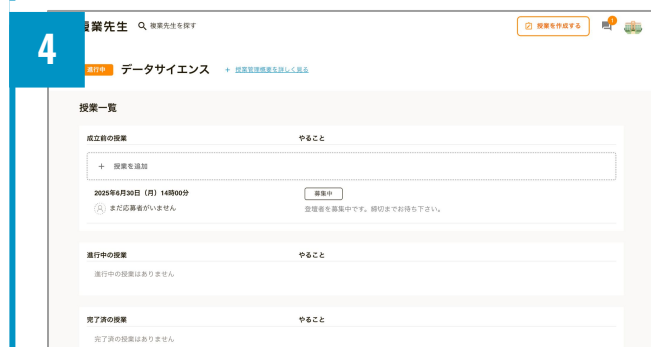 4
複業先生 複業先生を探す 授業を作成する
進行中 データサイエンス + 授業管理概要を詳しく見る
授業一覧
成立前の授業 やること
+ 授業を追加
2025年6月30日（月）14時00分 募集中
まだ応募者がいません 登壇者を募集中です。締切までお待ち下さい。
進行中の授業 やること
進行中の授業はありません
完了済の授業 やること
完了済の授業はありません